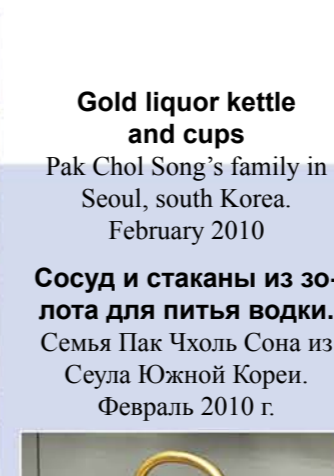 Gold liquor kettle
and cups
Pak Chol Song’s family in
Seoul, south Korea.
February 2010
Сосуд и стаканы из зо-
лота для питья водки.
Семья Пак Чхоль Сона из
Сеула Южной Кореи.
Февраль 2010 г.